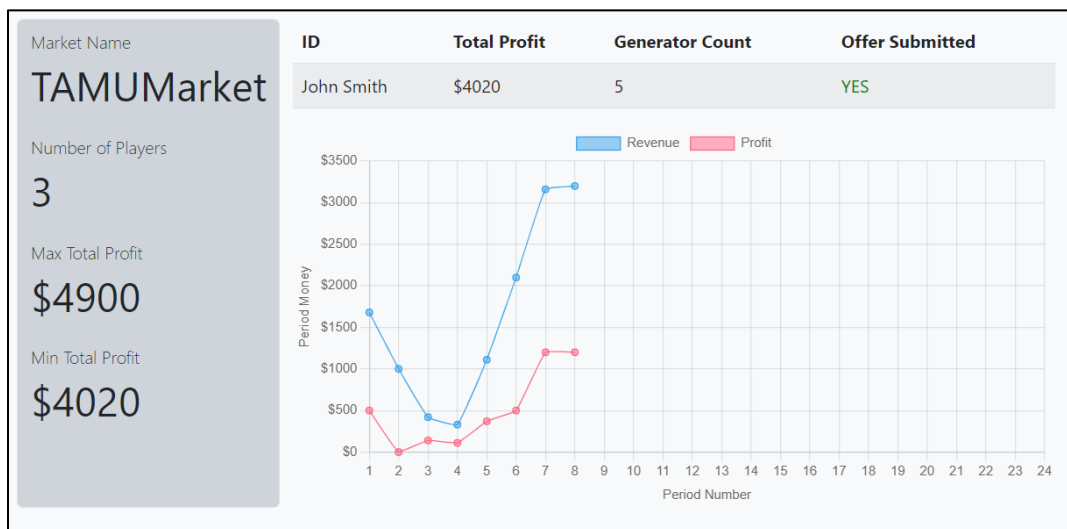 Market Name
TAMUMarket
Number of Players
3
Max Total Profit
$4900
Min Total Profit
$4020
ID Total Profit Generator Count Offer Submitted
John Smith $4020 5 YES
Revenue Profit
$3500
$3000
$2500
$2000
$1500
$1000
$500
$0
Period Money
1 2 3 4 5 6 7 8 9 10 11 12 13 14 15 16 17 18 19 20 21 22 23 24
Period Number